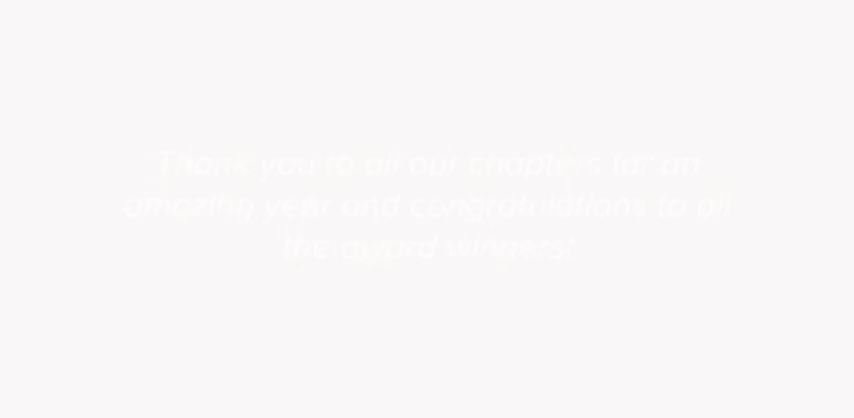 Thank you to all our chapters for an
amazing year and congratulations to all
the award winners!